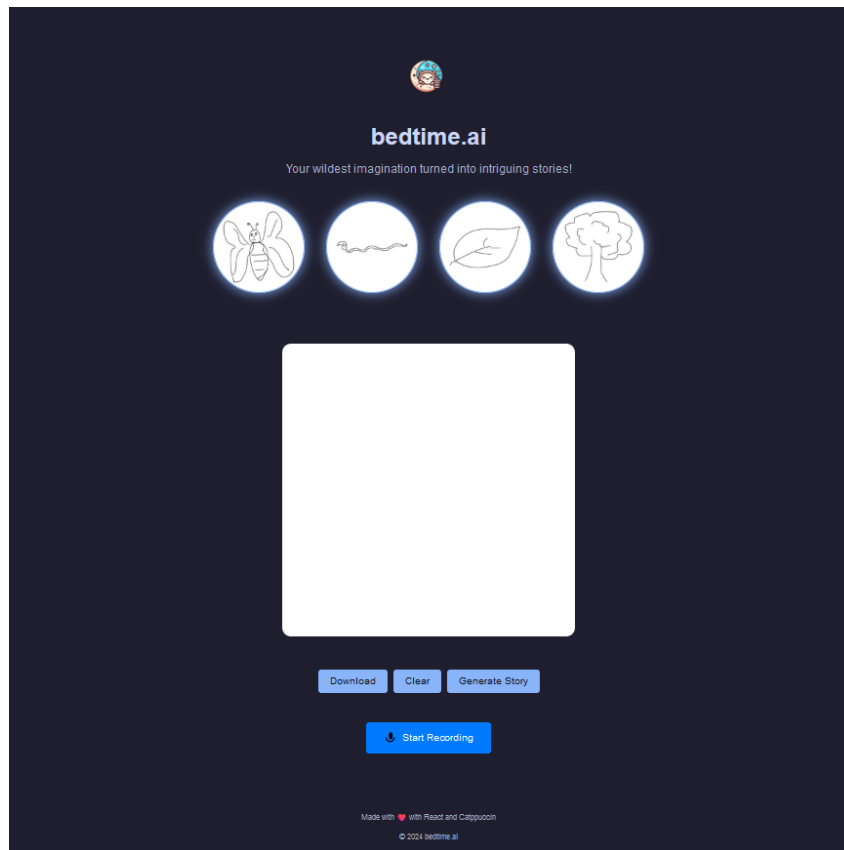 bedtime.ai
Your wildest imagination turned into intriguing stories!
Download Clear Generate Story
Start Recording
Made with ❤️ with React and Catppuccin
© 2024 bedtime.ai